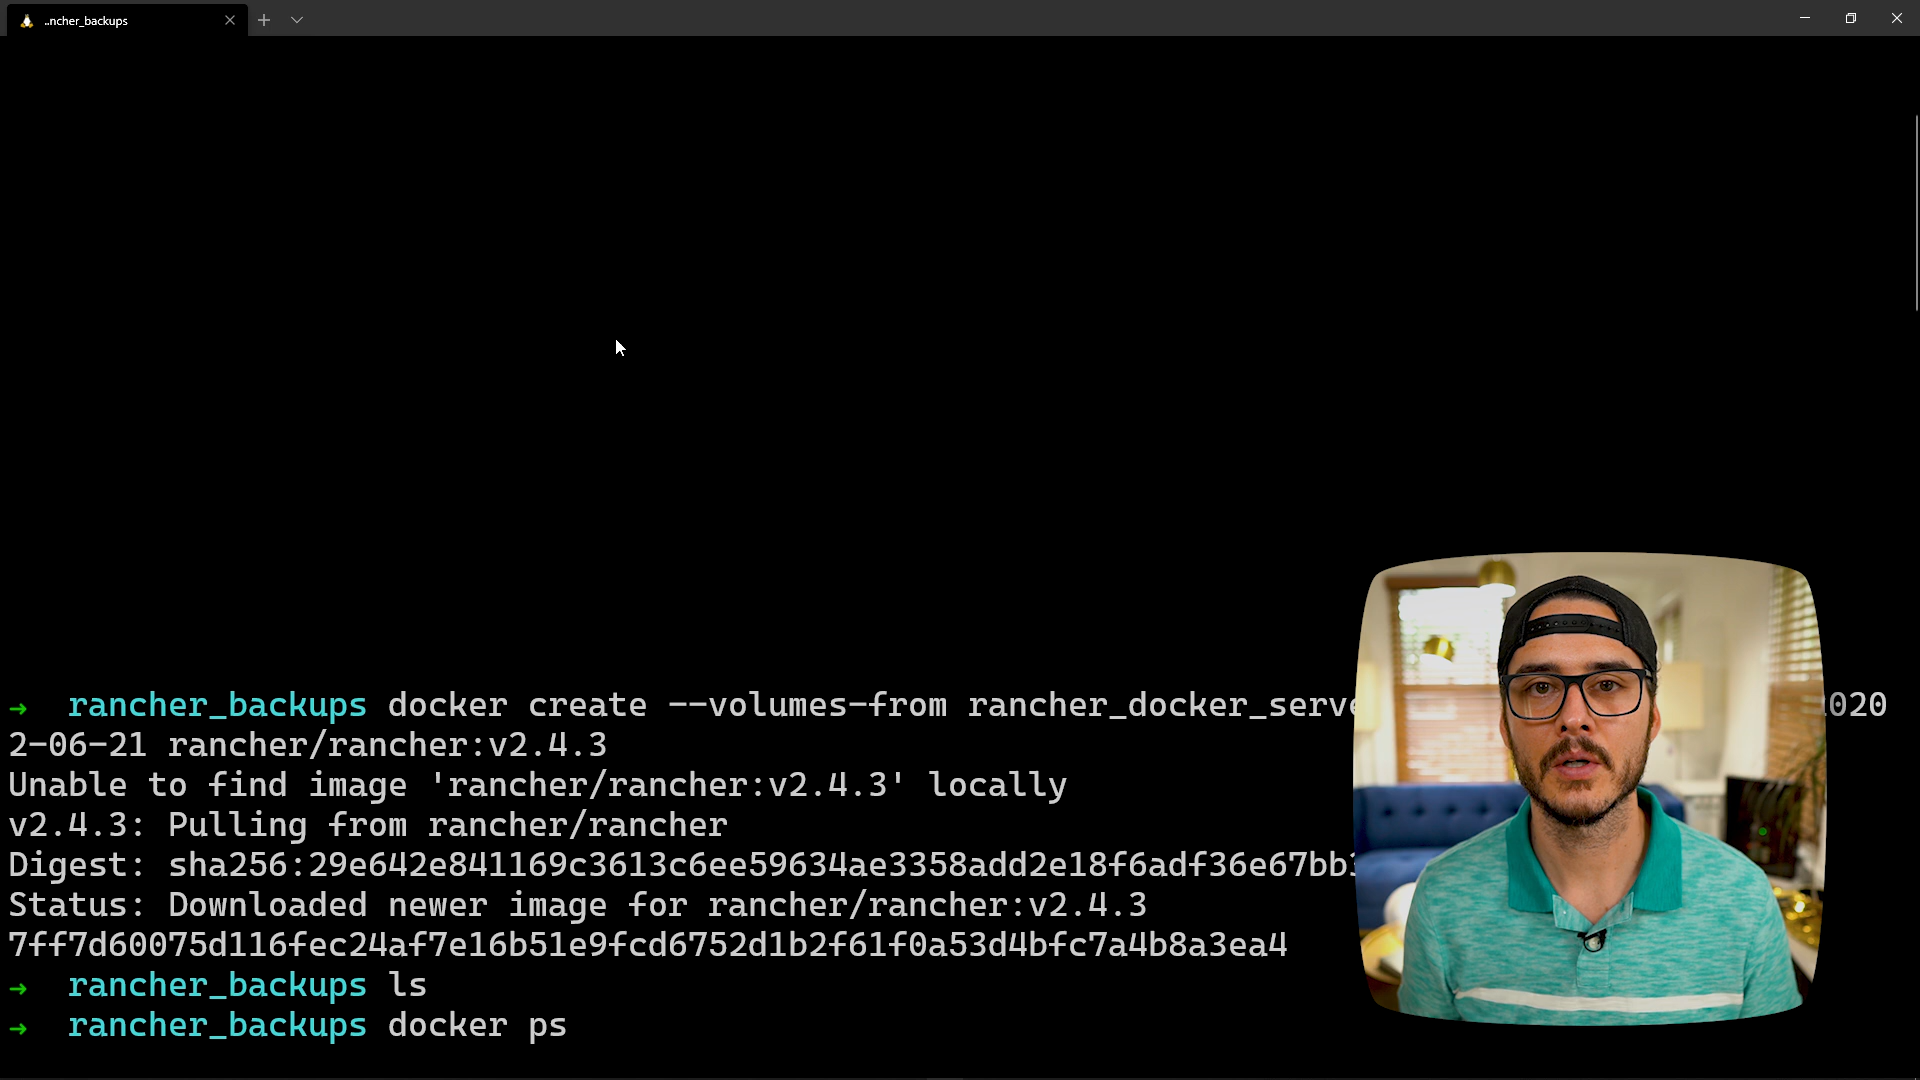 ..ncher_backups
→ rancher_backups docker create --volumes-from rancher_docker_serve 020
2-06-21 rancher/rancher:v2.4.3
Unable to find image 'rancher/rancher:v2.4.3' locally
v2.4.3: Pulling from rancher/rancher
Digest: sha256:29e642e841169c3613c6ee59634ae3358add2e18f6adf36e67bb3
Status: Downloaded newer image for rancher/rancher:v2.4.3
7ff7d60075d116fec24af7e16b51e9fcd6752d1b2f61f0a53d4bfc7a4b8a3ea4
→ rancher_backups ls
→ rancher_backups docker ps